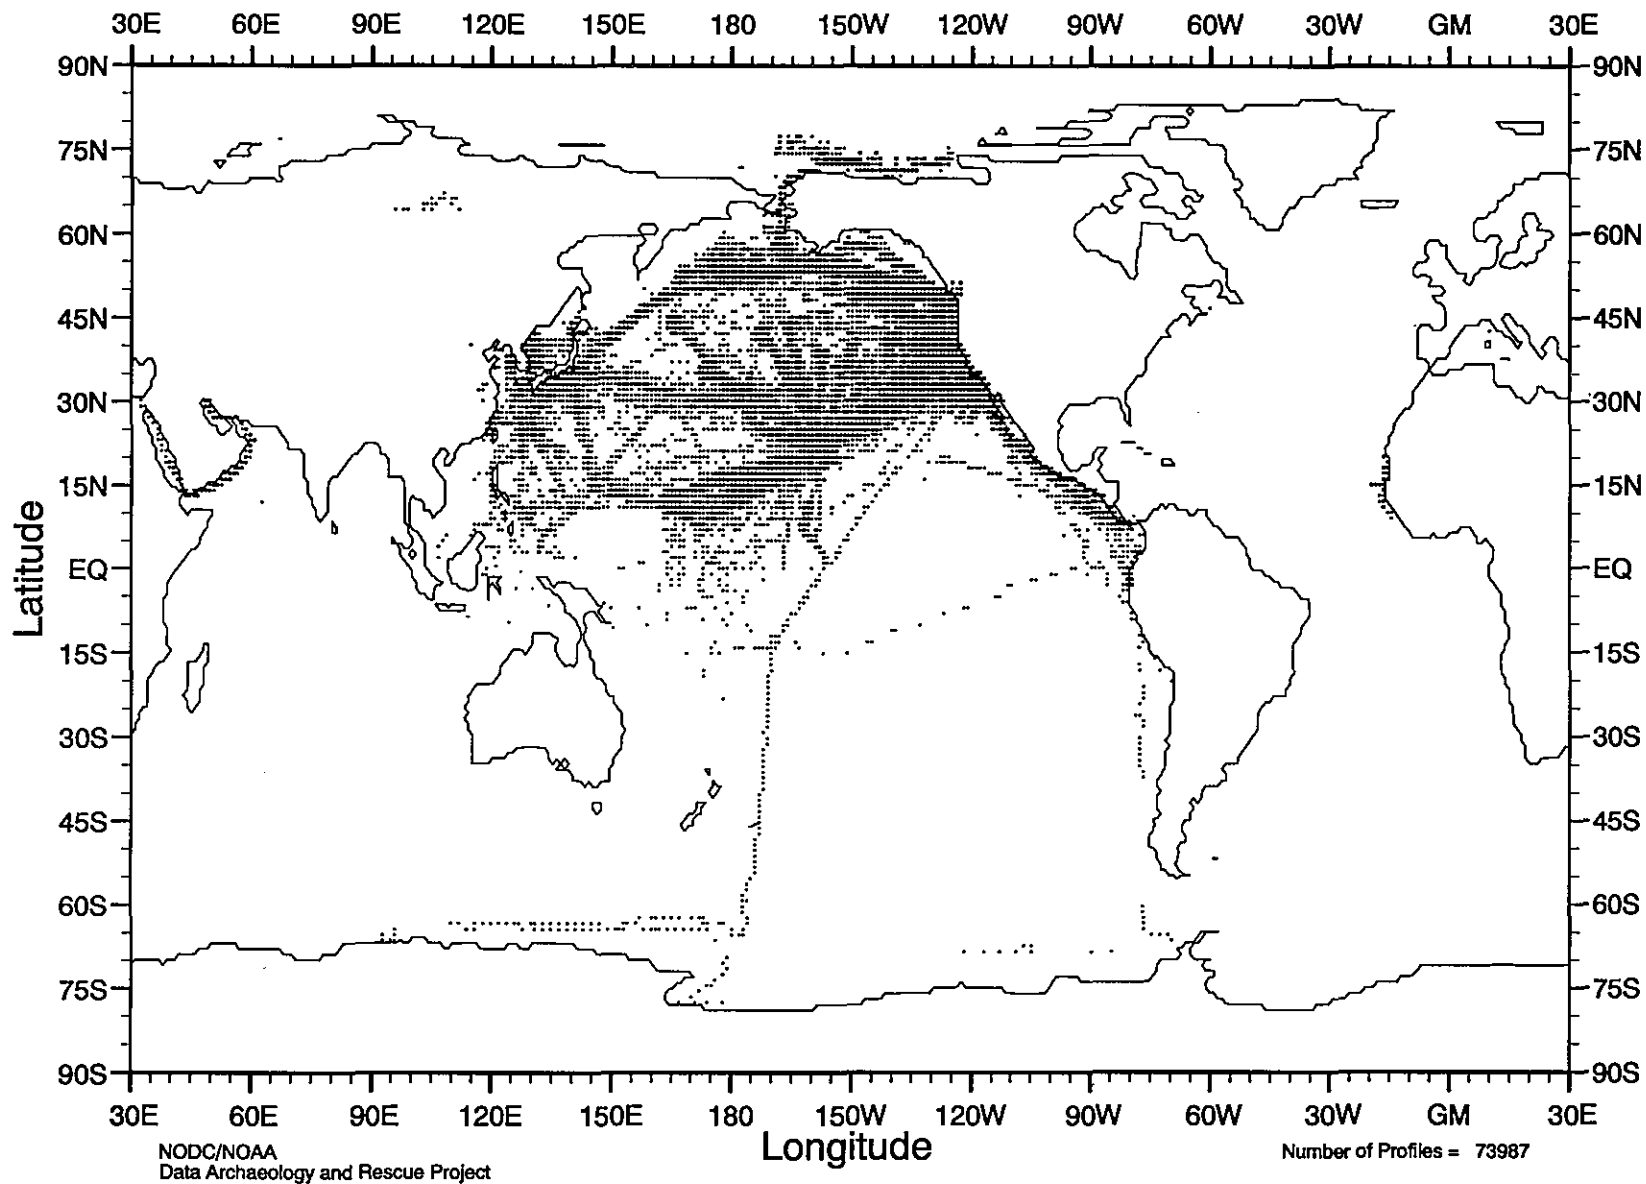 30E 60E 90E 120E 150E 180 150W 120W 90W 60W 30W GM 30E
90N 90N
75N 75N
60N 60N
45N 45N
30N 30N
15N 15N
EQ EQ
15S 15S
30S 30S
45S 45S
60S 60S
75S 75S
90S 90S
Latitude
30E 60E 90E 120E 150E 180 150W 120W 90W 60W 30W GM 30E
Longitude
NODC/NOAA
Data Archaeology and Rescue Project
Number of Profiles = 73987